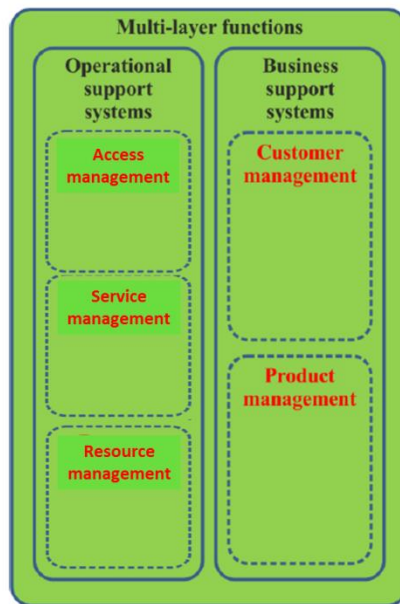 Multi-layer functions
Operational
support
systems
Access
management
Service
management
Resource
management
Business
support
systems
Customer
management
Product
management